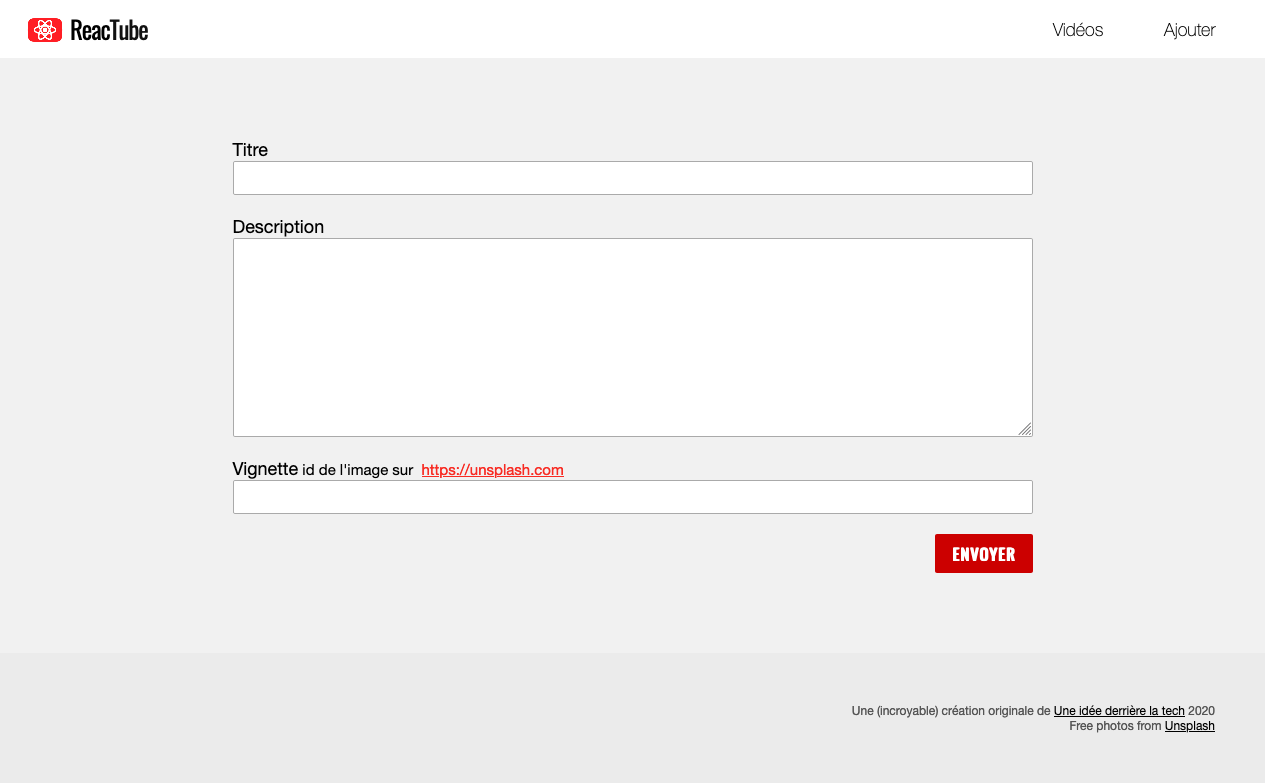 ReacTube
Vidéos
Ajouter
Titre
Description
Vignette id de l'image sur https://unsplash.com
ENVOYER
Une (incroyable) création originale de Une idée derrière la tech 2020
Free photos from Unsplash